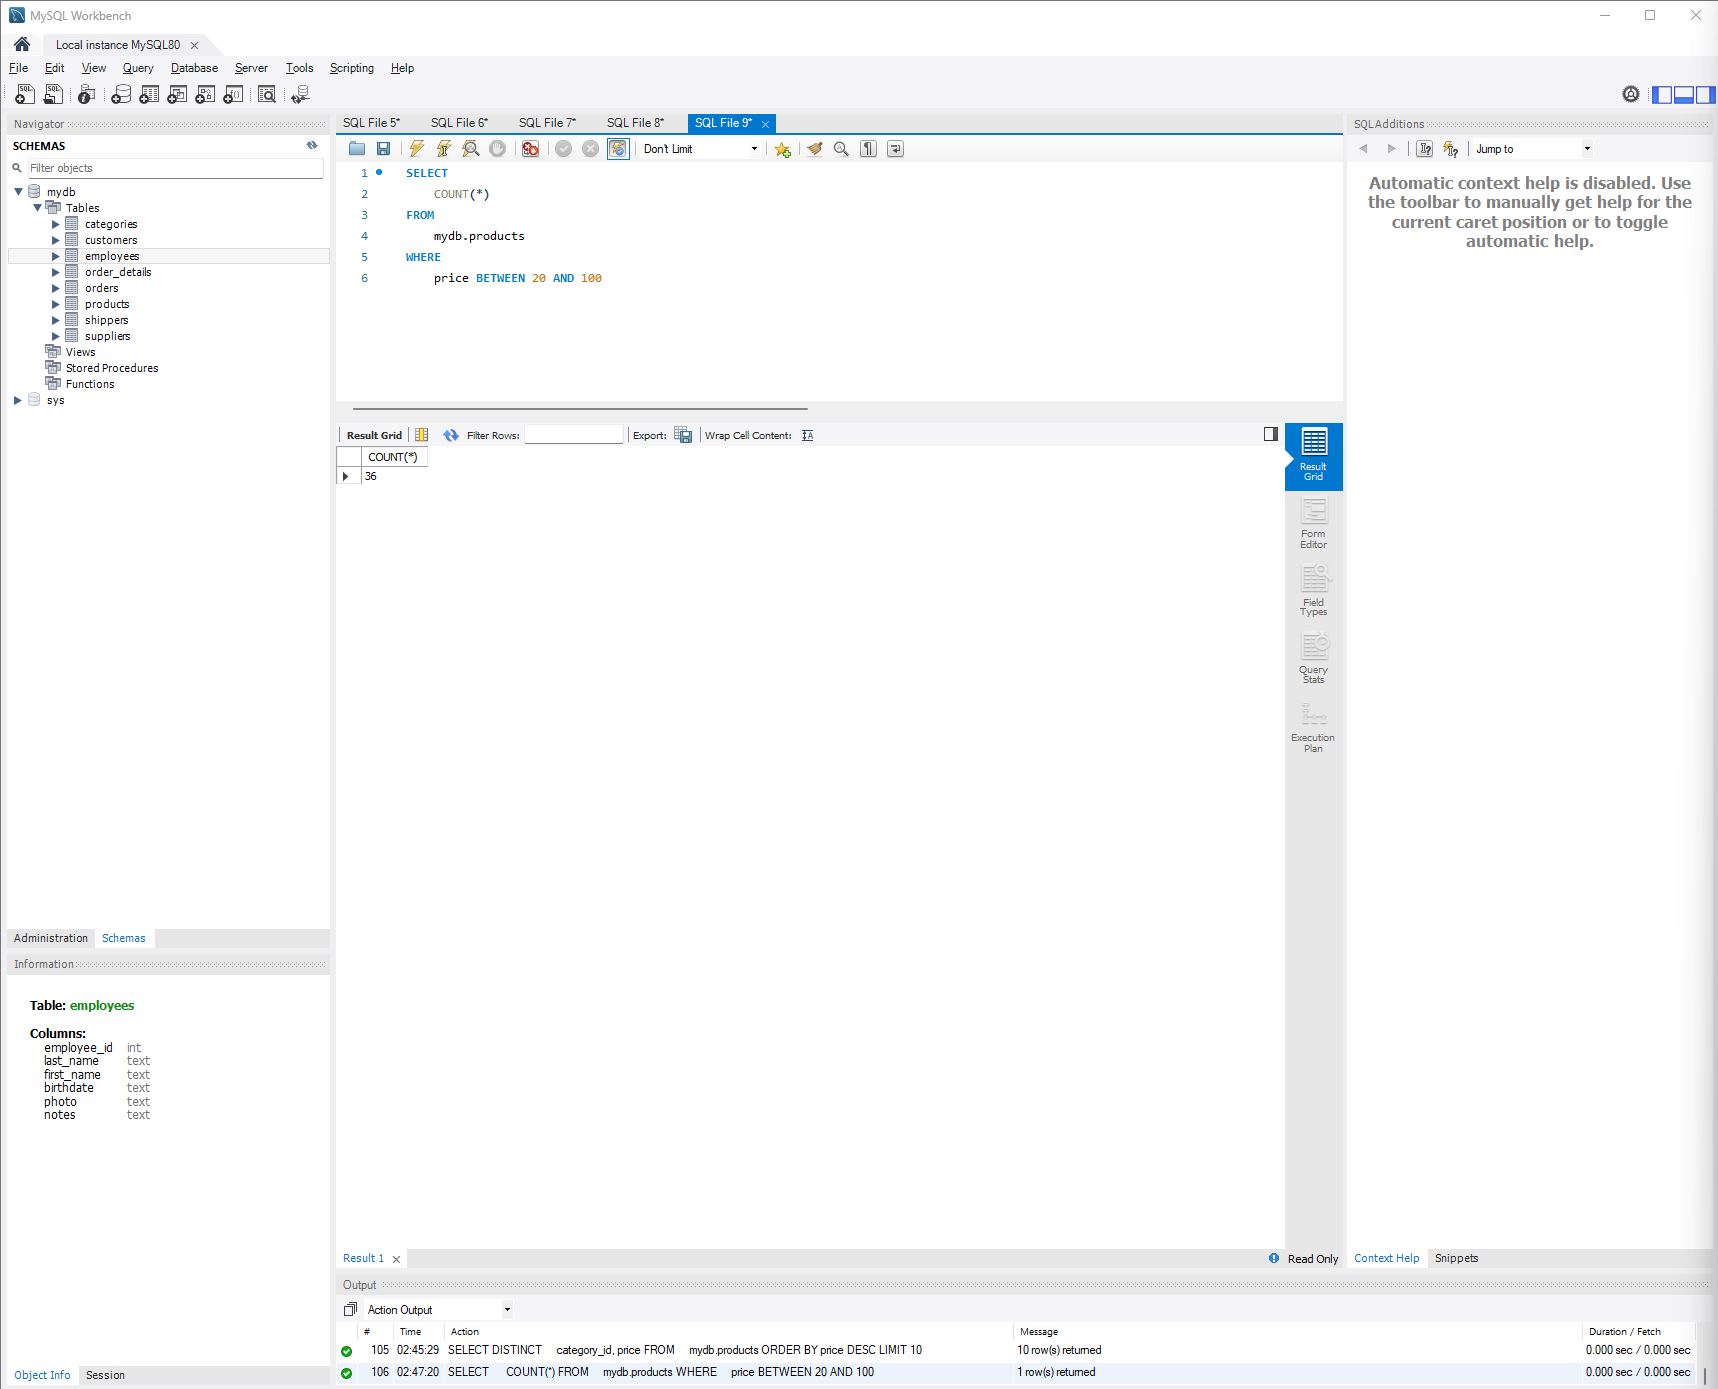 MySQL Workbench
Local instance MySQL80
File Edit View Query Database Server Tools Scripting Help
Navigator
SCHEMAS
Filter objects
mydb
Tables
categories
customers
employees
order_details
orders
products
shippers
suppliers
Views
Stored Procedures
Functions
sys
Administration Schemas
Information
Table: employees
Columns:
employee_id int
last_name text
first_name text
birthdate text
photo text
notes text
Object Info Session
SQL File 5* SQL File 6* SQL File 7* SQL File 8* SQL File 9*
Don't Limit
1 SELECT
2 COUNT(*)
3 FROM
4 mydb.products
5 WHERE
6 price BETWEEN 20 AND 100
Result Grid Filter Rows: Export: Wrap Cell Content:
COUNT(*)
36
Result
Grid
Form
Editor
Field
Types
Query
Stats
Execution
Plan
Result 1 Read Only
SQLAdditions
Jump to
Automatic context help is disabled. Use
the toolbar to manually get help for the
current caret position or to toggle
automatic help.
Context Help Snippets
Output
Action Output
# Time Action Message Duration / Fetch
105 02:45:29 SELECT DISTINCT category_id, price FROM mydb.products ORDER BY price DESC LIMIT 10 10 row(s) returned 0.000 sec / 0.000 sec
106 02:47:20 SELECT COUNT(*) FROM mydb.products WHERE price BETWEEN 20 AND 100 1 row(s) returned 0.000 sec / 0.000 sec